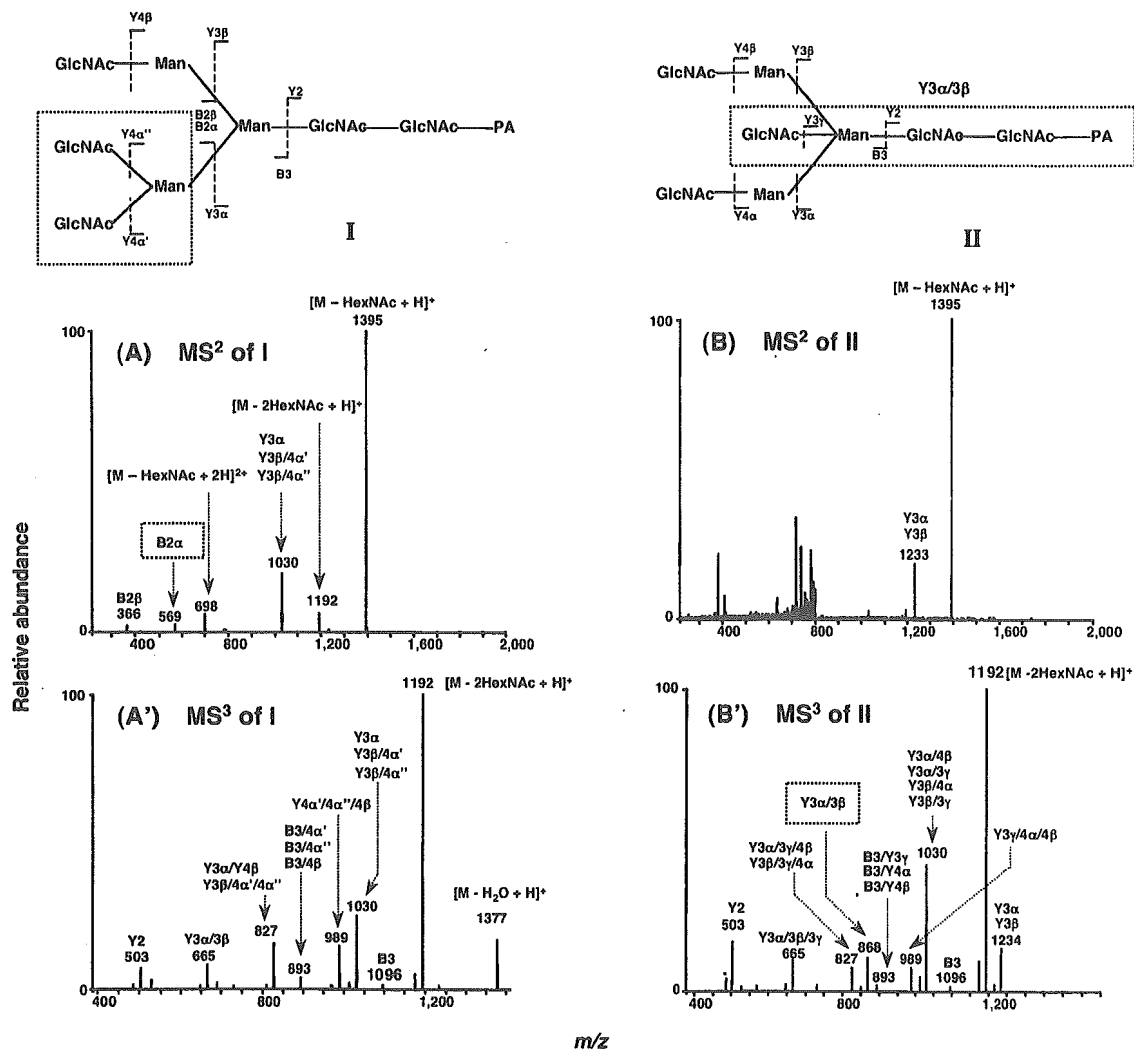 Y4β
Y3β
GlcNAc
Man
Y2
B2β
B2α
Man
GlcNAc
GlcNAc
PA
Y4α''
GlcNAc
Man
B3
GlcNAc
Y4α'
Y3α
I
Y4β
Y3β
GlcNAc
Man
Y3α/3β
Y2
GlcNAc
Y3γ
Man
GlcNAc
GlcNAc
PA
B3
GlcNAc
Man
Y4α
Y3α
II
[M – HexNAc + H]+
1395
100
(A) MS2 of I
[M - 2HexNAc + H]+
Y3α
Y3β/4α'
Y3β/4α''
[M – HexNAc + 2H]2+
B2α
1030
B2β
366
569
698
1192
0
400
800
1,200
1,600
2,000
[M – HexNAc + H]+
1395
100
(B) MS2 of II
Y3α
Y3β
1233
0
400
800
1,200
1,600
2,000
Relative abundance
1192 [M - 2HexNAc + H]+
100
(A') MS3 of I
Y3α
Y3β/4α'
Y3β/4α''
Y4α'/4α''/4β
B3/4α'
B3/4α''
B3/4β
Y3α/Y4β
Y3β/4α'/4α''
[M - H2O + H]+
1377
1030
Y2
503
Y3α/3β
665
827
893
989
B3
1096
0
400
800
1,200
1192 [M -2HexNAc + H]+
100
(B') MS3 of II
Y3α/4β
Y3α/3γ
Y3β/4α
Y3β/3γ
Y3α/3β
Y3γ/4α/4β
Y3α/3γ/4β
Y3β/3γ/4α
B3/Y3γ
B3/Y4α
B3/Y4β
1030
Y3α
Y3β
1234
Y2
503
Y3α/3β/3γ
665
827
868
893
989
B3
1096
0
400
800
1,200
m/z